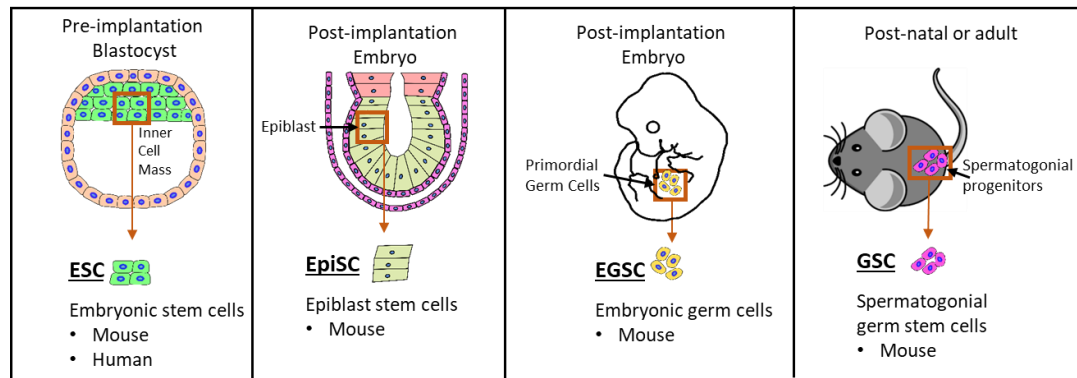 Pre-implantation
Blastocyst
Inner
Cell
Mass
ESC
Embryonic stem cells
• Mouse
• Human
Post-implantation
Embryo
Epiblast
EpiSC
Epiblast stem cells
• Mouse
Post-implantation
Embryo
Primordial
Germ Cells
EGSC
Embryonic germ cells
• Mouse
Post-natal or adult
Spermatogonial
progenitors
GSC
Spermatogonial
germ stem cells
• Mouse